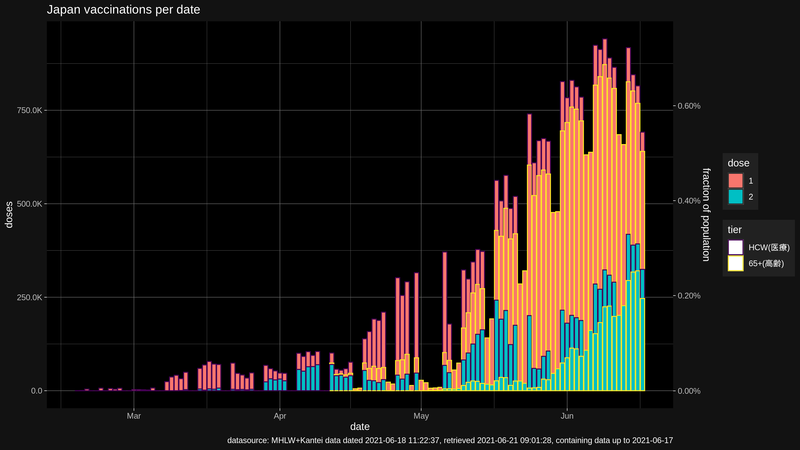 Japan vaccinations per date
doses
750.0K
500.0K
250.0K
0.0
0.60%
0.40%
0.20%
0.00%
fraction of population
Mar
Apr
May
Jun
date
dose
1
2
tier
HCW(医療)
65+(高齢)
datasource: MHLW+Kantei data dated 2021-06-18 11:22:37, retrieved 2021-06-21 09:01:28, containing data up to 2021-06-17